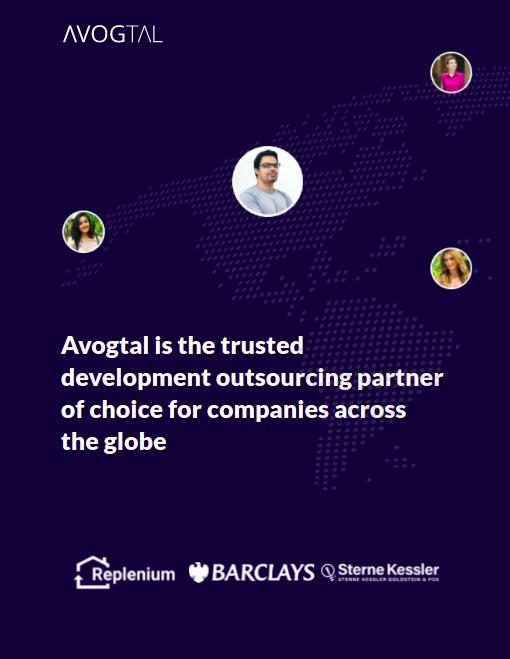 AVOGTAL
Avogtal is the trusted
development outsourcing partner
of choice for companies across
the globe
Replenium
BARCLAYS
Sterne Kessler
STERNE KESSLER GOLDSTEIN & FOX